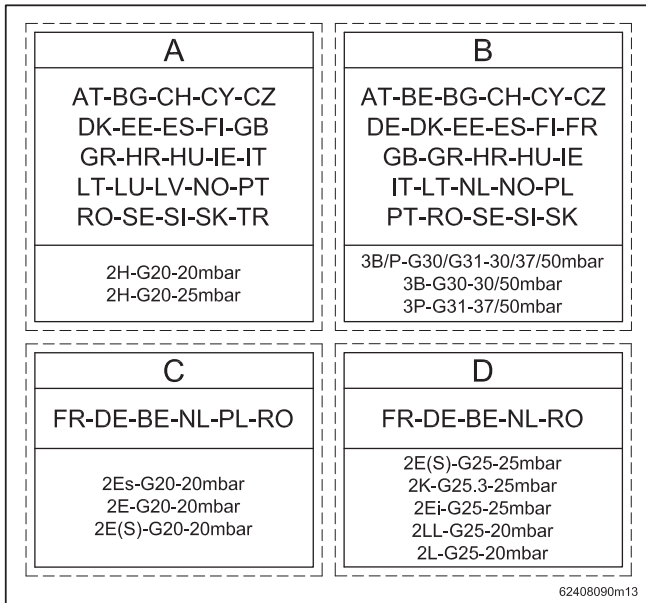 A
AT-BG-CH-CY-CZ
DK-EE-ES-FI-GB
GR-HR-HU-IE-IT
LT-LU-LV-NO-PT
RO-SE-SI-SK-TR
2H-G20-20mbar
2H-G20-25mbar
B
AT-BE-BG-CH-CY-CZ
DE-DK-EE-ES-FI-FR
GB-GR-HR-HU-IE
IT-LT-NL-NO-PL
PT-RO-SE-SI-SK
3B/P-G30/G31-30/37/50mbar
3B-G30-30/50mbar
3P-G31-37/50mbar
C
FR-DE-BE-NL-PL-RO
2Es-G20-20mbar
2E-G20-20mbar
2E(S)-G20-20mbar
D
FR-DE-BE-NL-RO
2E(S)-G25-25mbar
2K-G25.3-25mbar
2Ei-G25-25mbar
2LL-G25-20mbar
2L-G25-20mbar
62408090m13